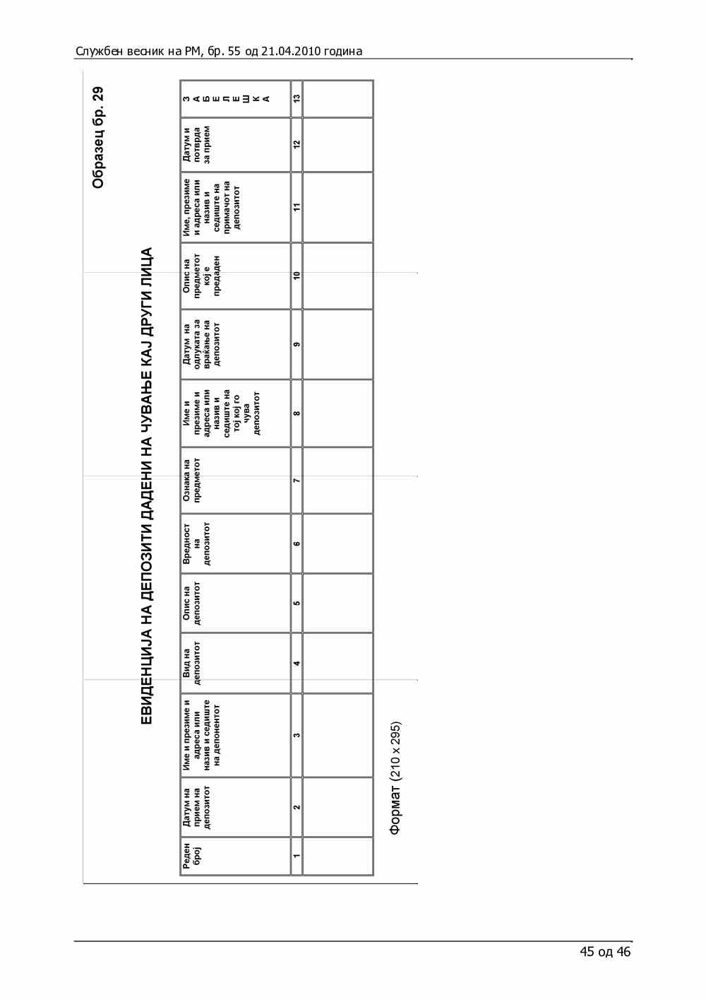 Службен весник на РМ, бр. 55 од 21.04.2010 година
Образец бр. 29
ЕВИДЕНЦИЈА НА ДЕПОЗИТИ ДАДЕНИ НА ЧУВАЊЕ КАЈ ДРУГИ ЛИЦА
Реден
број
Датум на
прием на
депозитот
Име и презиме и
адреса или
назив и седиште
на депонентот
Вид на
депозитот
Опис на
депозитот
Вредност
на
депозитот
Ознака на
предметот
Име и
презиме и
адреса или
назив и
седиште на
тој кој го
чува
депозитот
Датум на
одлуката за
враќање на
депозитот
Опис на
предметот
кој е
предаден
Име, презиме
и адреса или
назив и
седиште на
примачот на
депозитот
Датум и
потврда
за прием
З
А
Б
Е
Л
Е
Ш
К
А
1 2 3 4 5 6 7 8 9 10 11 12 13
Формат (210 x 295)
45 од 46